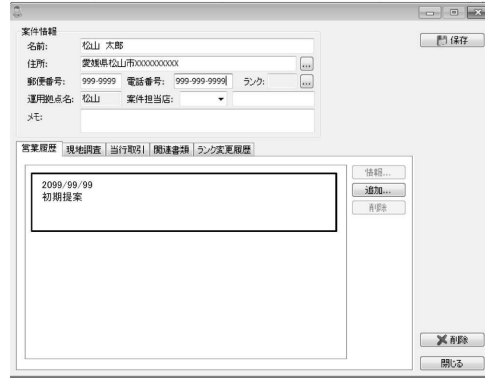 案件情報
名前: 松山 太郎
保存
住所: 愛媛県松山市xxxxxxxxxx ...
郵便番号: 999-9999 電話番号: 999-999-9999 ランク: ...
運用拠点名: 松山 案件担当店:
メモ:
営業履歴 現地調査 当行取引 関連書類 ランク変更履歴
情報...
2099/99/99
追加...
初期提案
削除
削除
閉じる